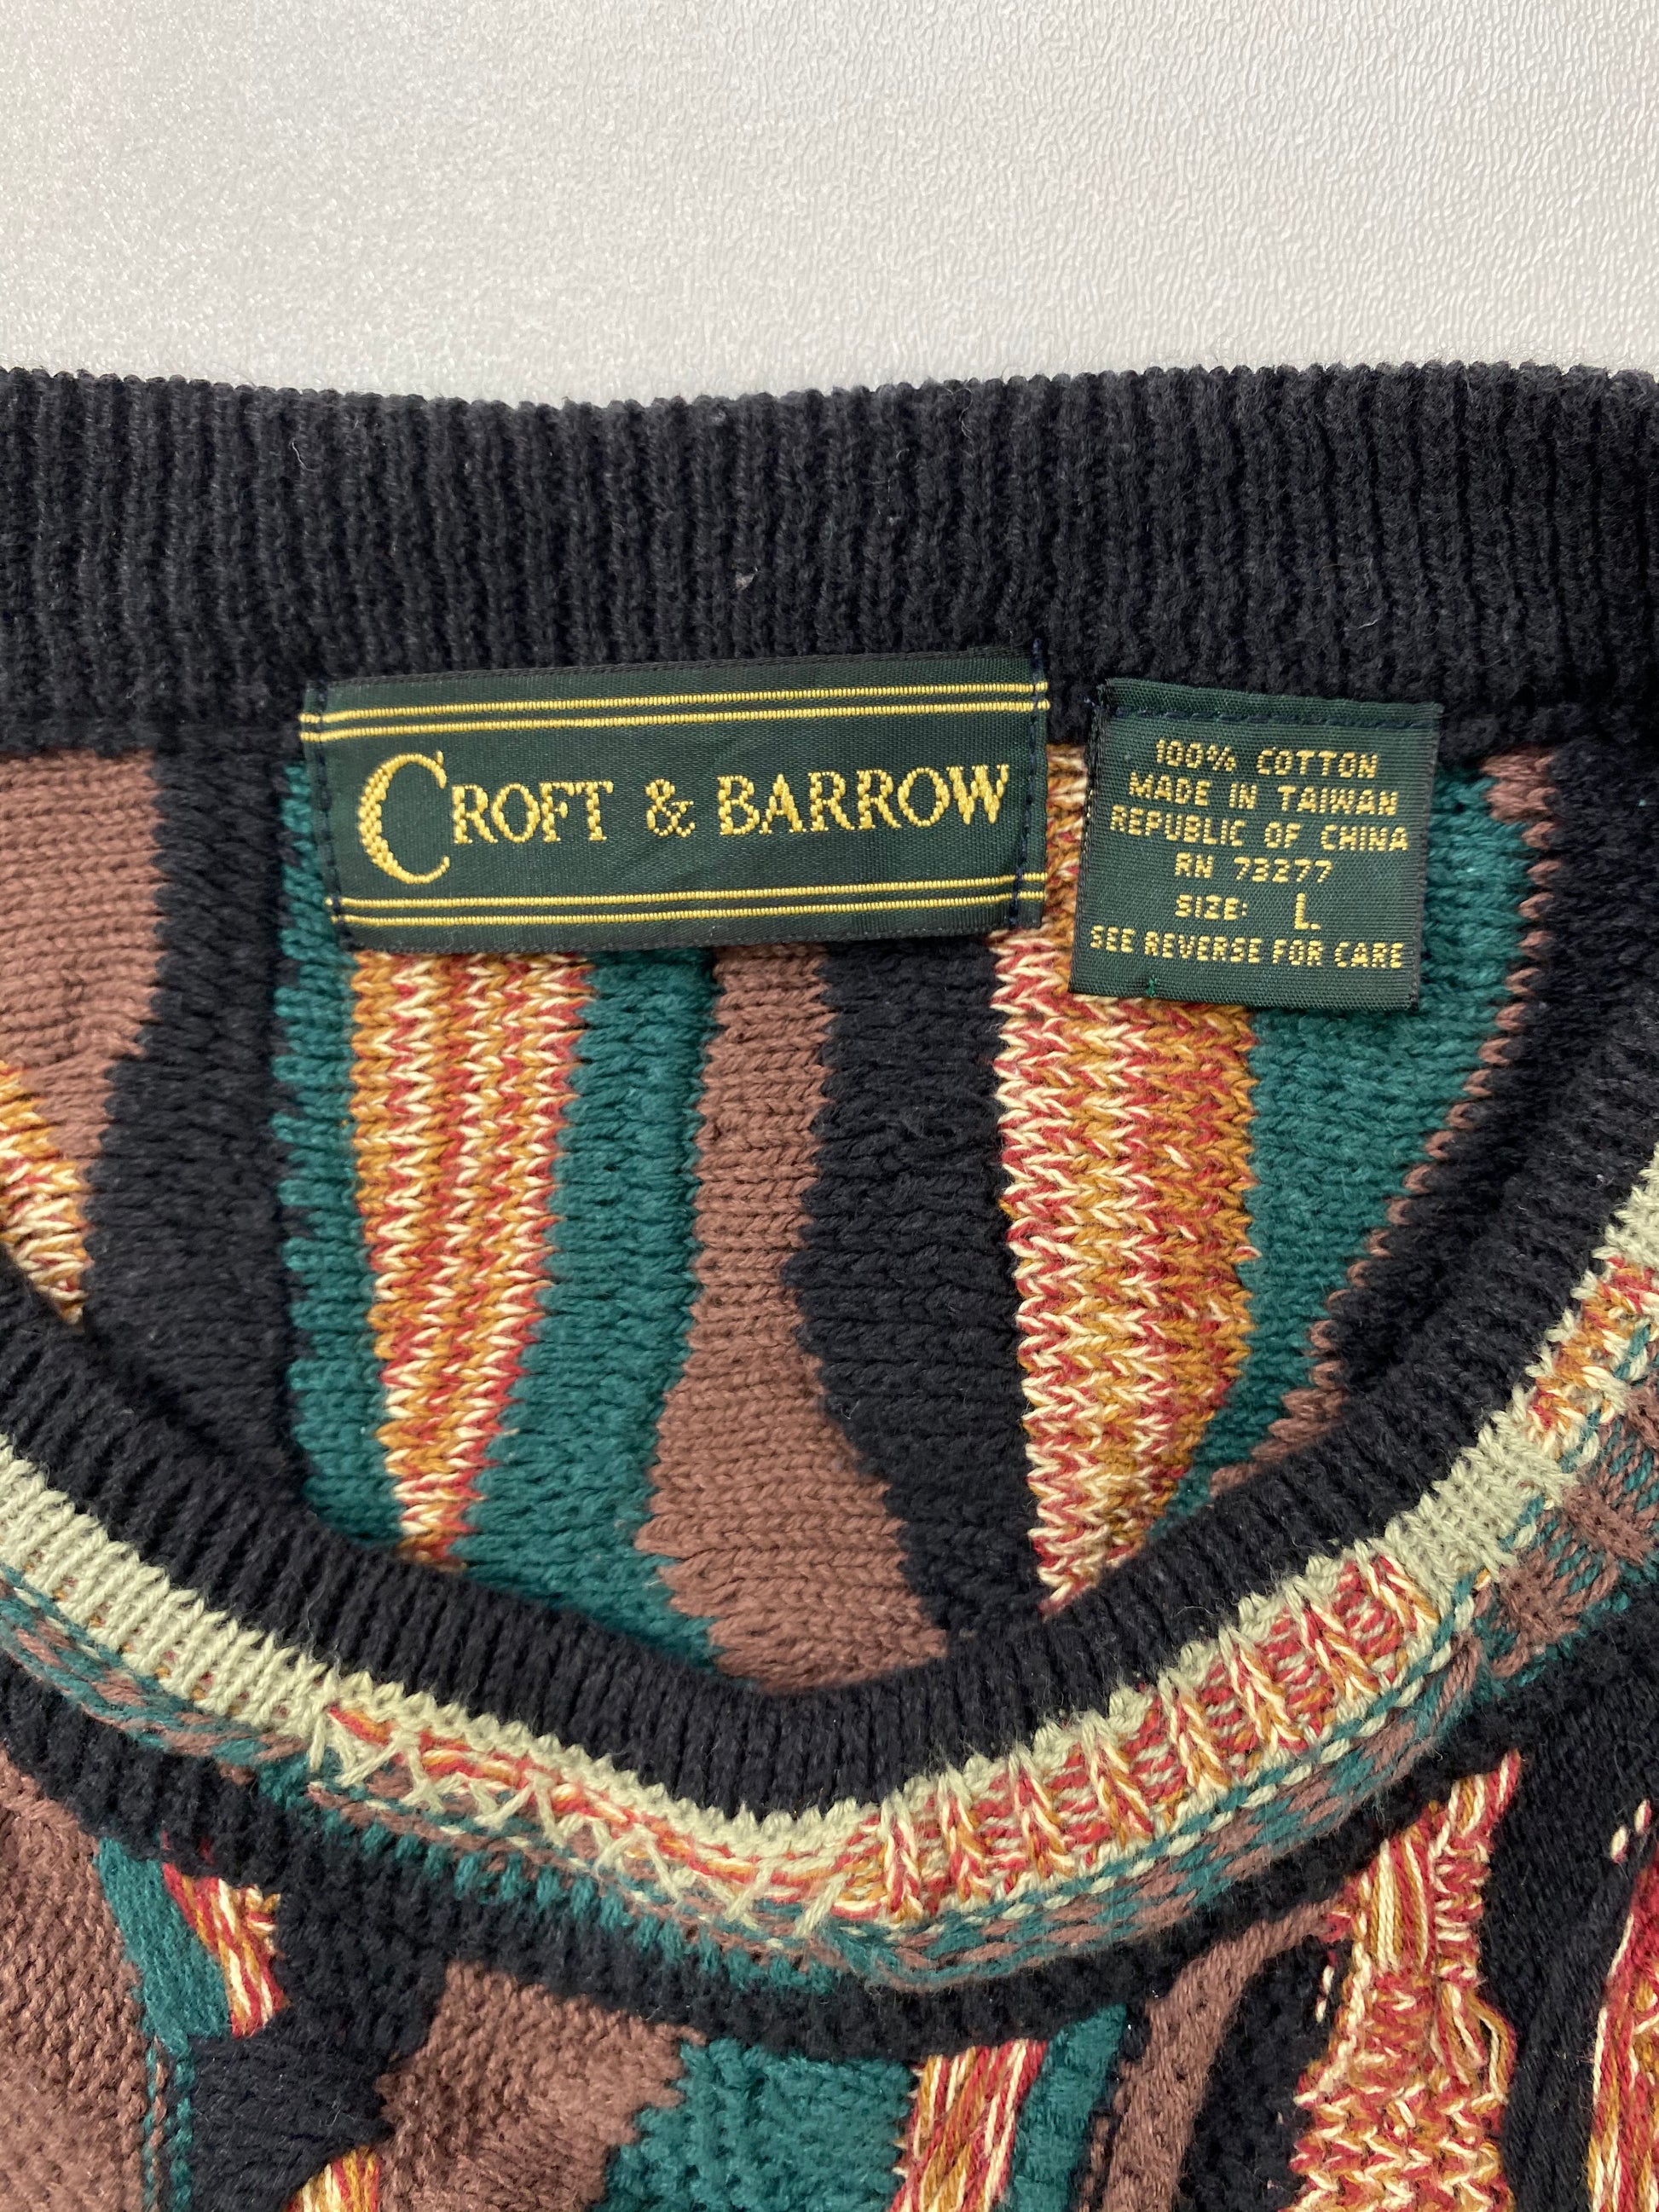 CROFT & BARROW
100% COTTON
MADE IN TAIWAN
REPUBLIC OF CHINA
RN 73277
SIZE: L.
SEE REVERSE FOR CARE